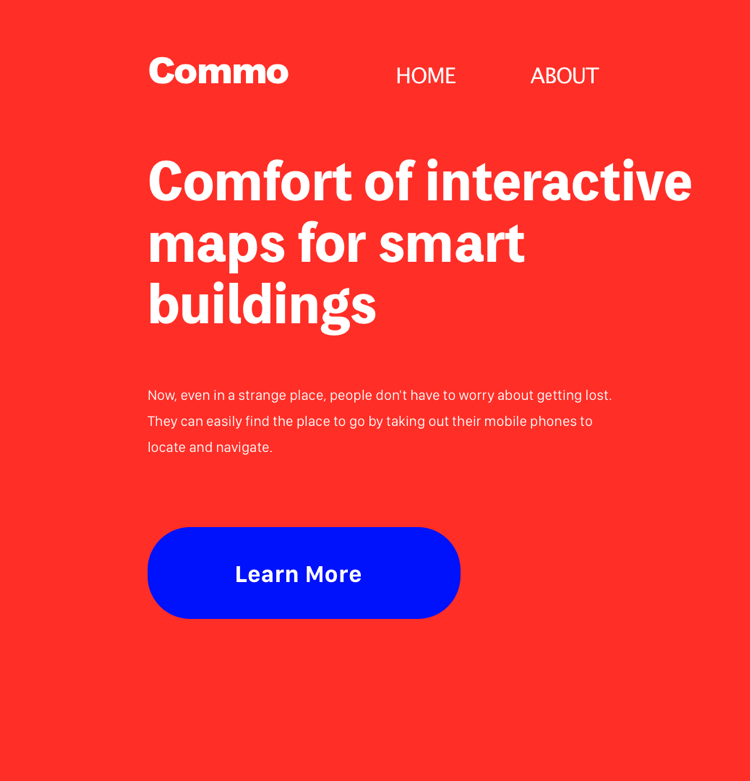 Commo
HOME
ABOUT
Comfort of interactive
maps for smart
buildings
Now, even in a strange place, people don't have to worry about getting lost.
They can easily find the place to go by taking out their mobile phones to
locate and navigate.
Learn More